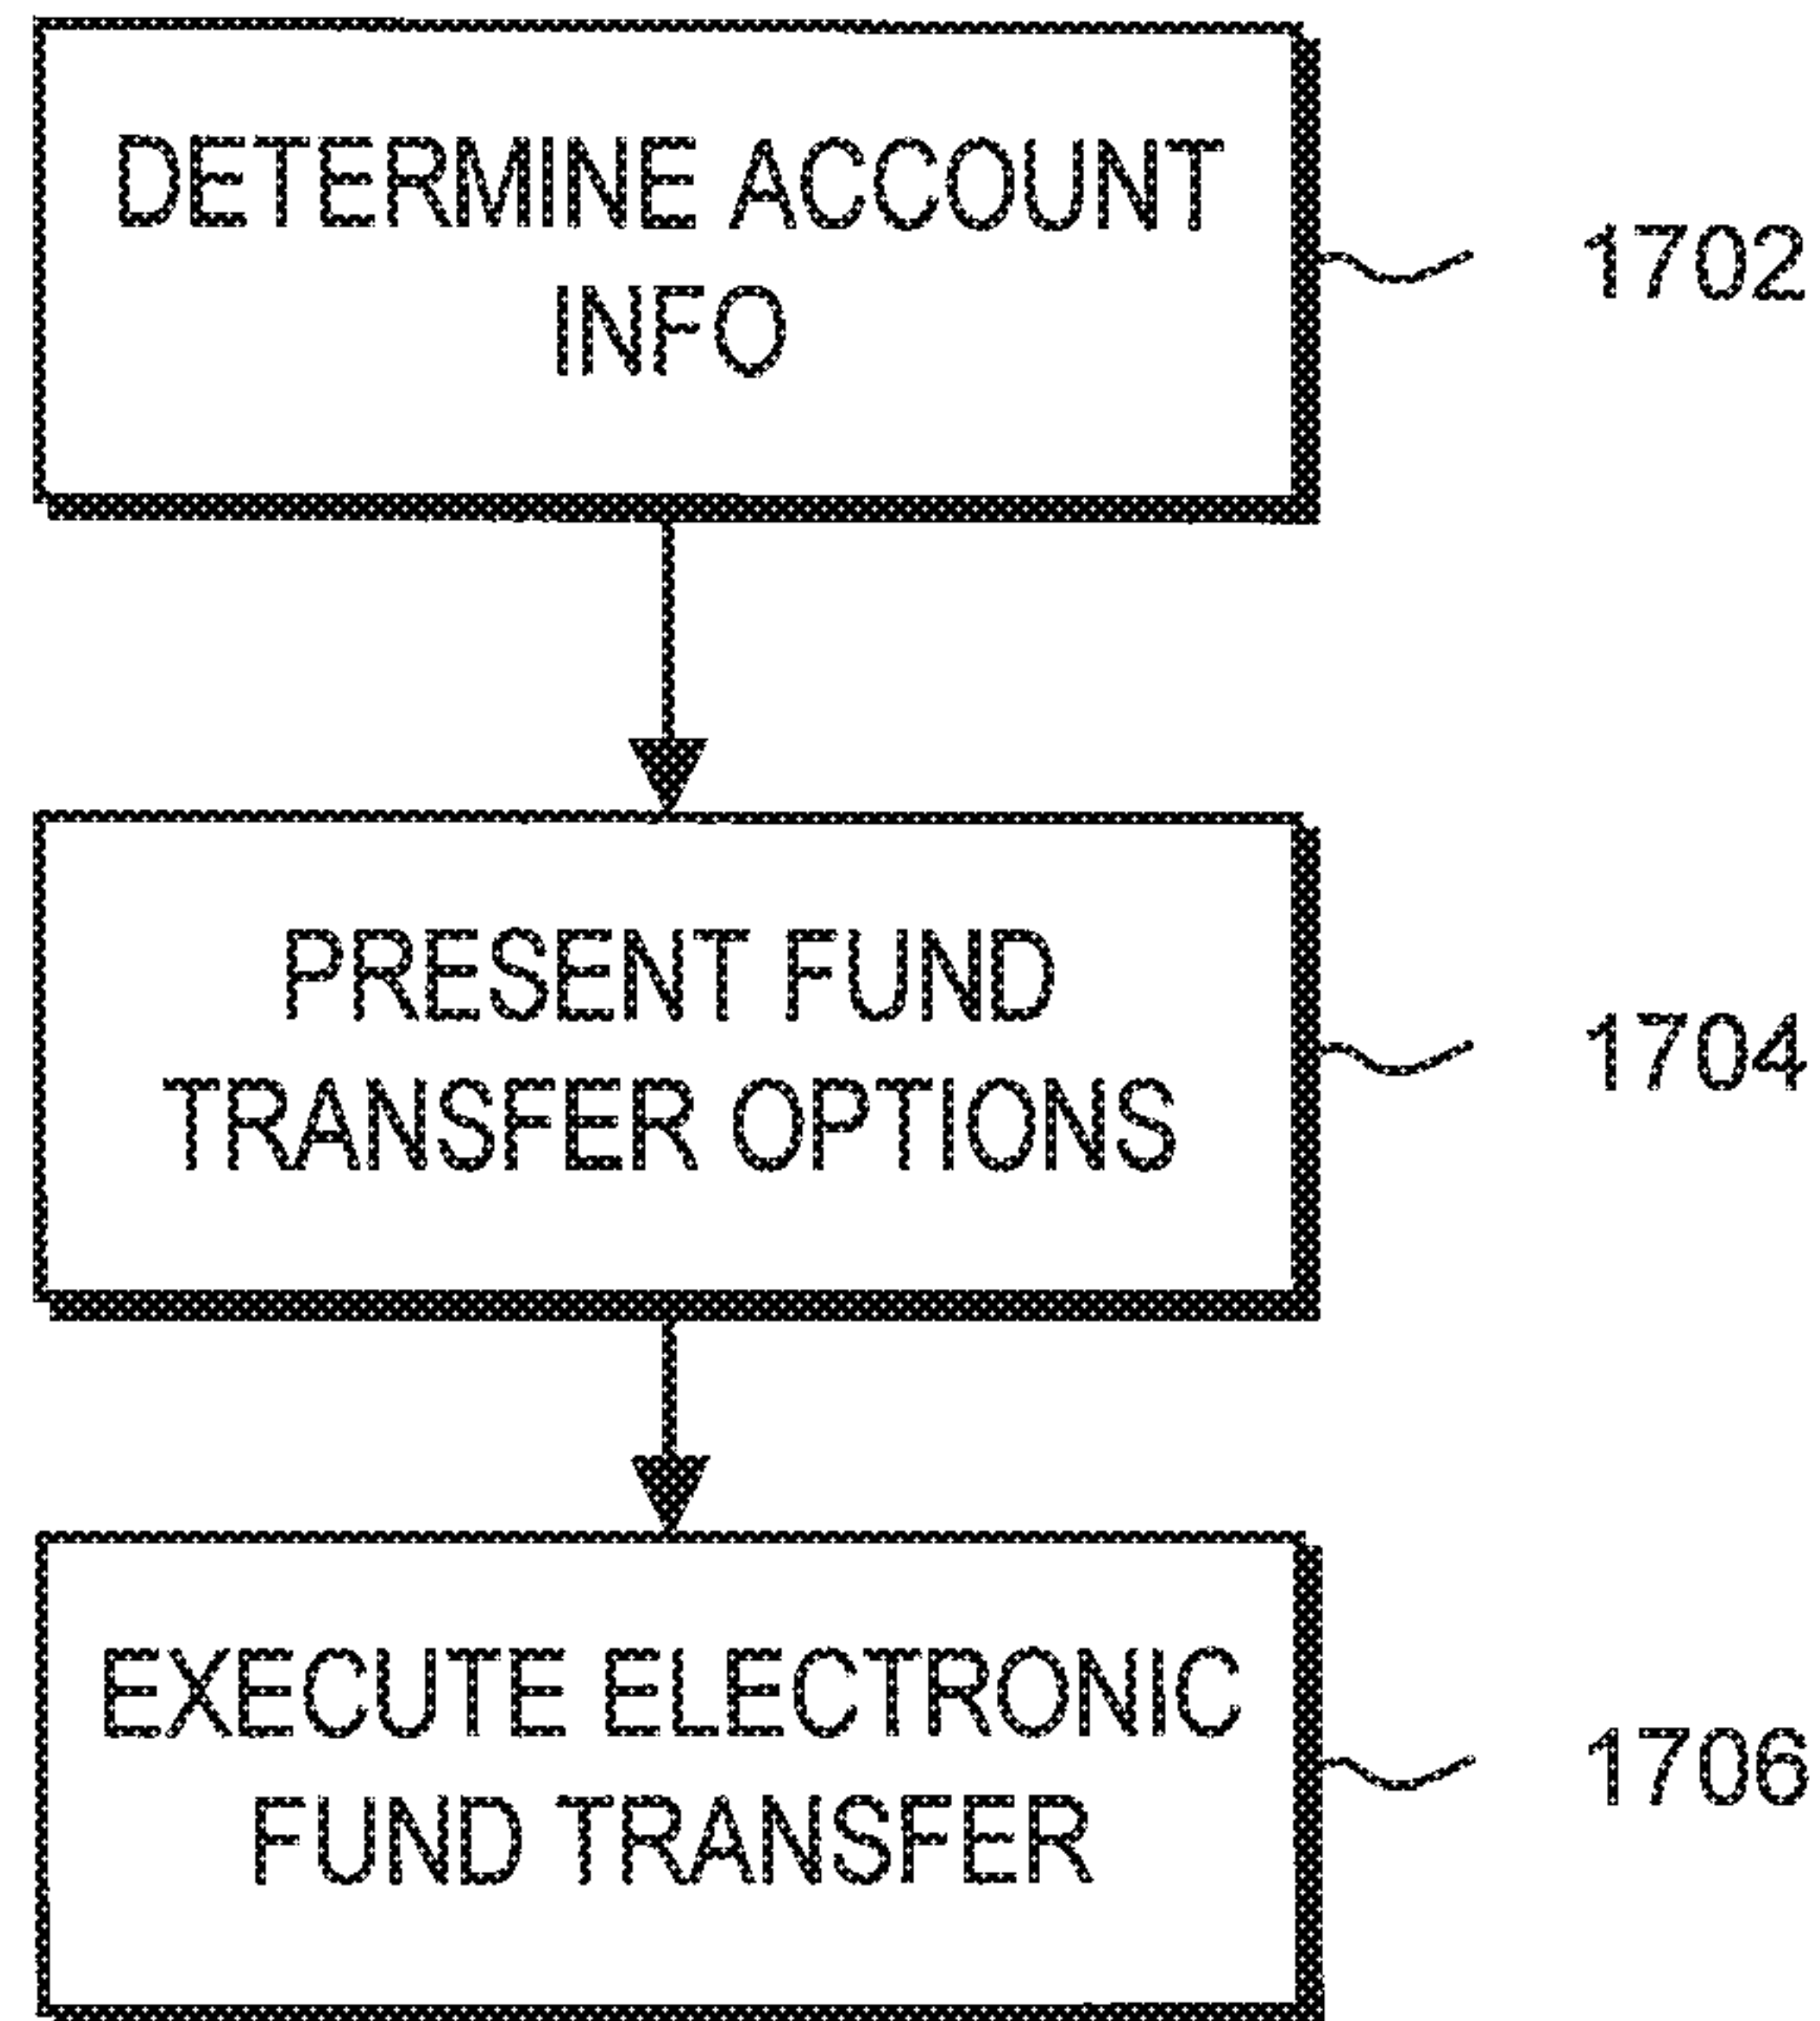 DETERMINE ACCOUNT
INFO
1702
PRESENT FUND
TRANSFER OPTIONS
1704
EXECUTE ELECTRONIC
FUND TRANSFER
1706